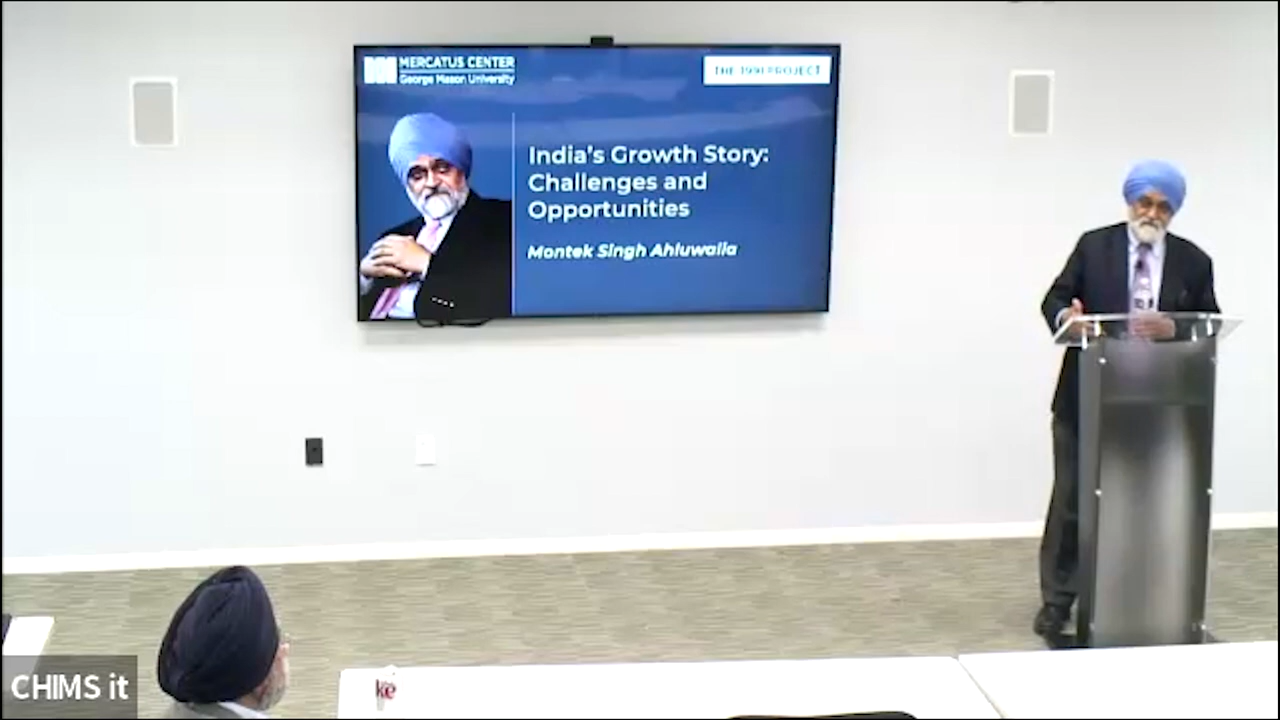 MERCATUS CENTER
George Mason University
THE 1991 PROJECT
India's Growth Story:
Challenges and
Opportunities
Montek Singh Ahluwalia
CHIMS it
ke